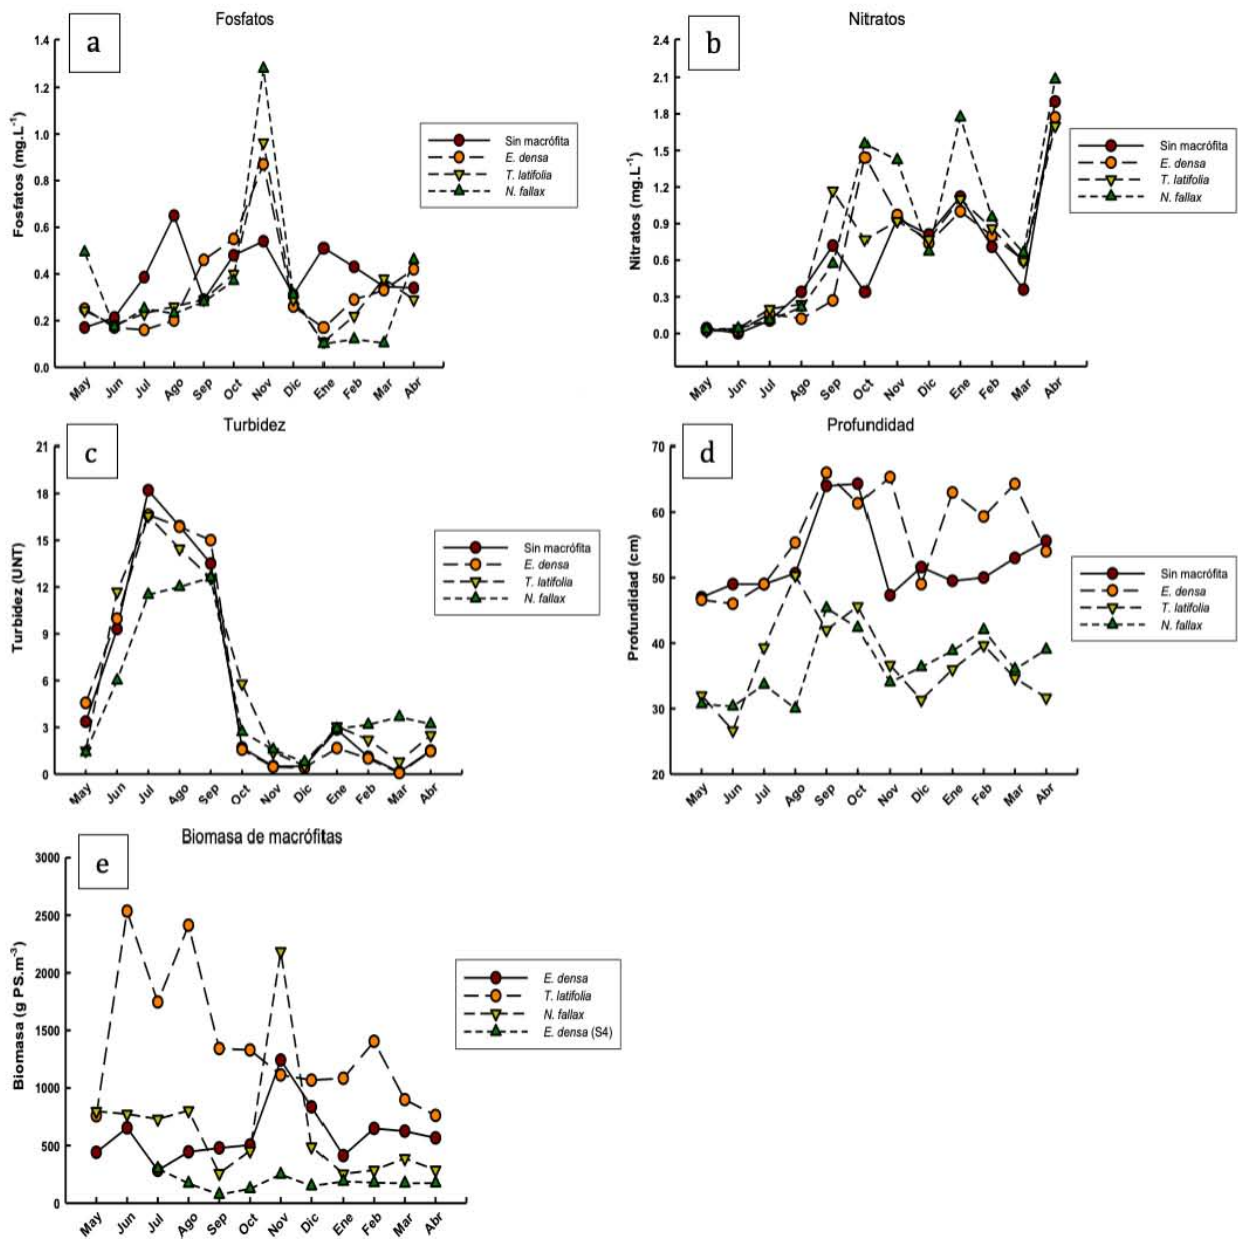 Fosfatos
a
1.4
1.2
1.0
0.8
0.6
0.4
0.2
0.0
Fosfatos (mg.L⁻¹)
May Jun Jul Ago Sep Oct Nov Dic Ene Feb Mar Abr
Sin macrófita
E. densa
T. latifolia
N. fallax
Nitratos
b
2.4
2.1
1.8
1.5
1.2
0.9
0.6
0.3
0.0
Nitratos (mg.L⁻¹)
May Jun Jul Ago Sep Oct Nov Dic Ene Feb Mar Abr
Sin macrófita
E. densa
T. latifolia
N. fallax
Turbidez
c
21
18
15
12
9
6
3
0
Turbidez (UNT)
May Jun Jul Ago Sep Oct Nov Dic Ene Feb Mar Abr
Sin macrófita
E. densa
T. latifolia
N. fallax
Profundidad
d
70
60
50
40
30
20
Profundidad (cm)
May Jun Jul Ago Sep Oct Nov Dic Ene Feb Mar Abr
Sin macrófita
E. densa
T. latifolia
N. fallax
Biomasa de macrófitas
e
3000
2500
2000
1500
1000
500
0
Biomasa (g PS.m⁻³)
May Jun Jul Ago Sep Oct Nov Dic Ene Feb Mar Abr
E. densa
T. latifolia
N. fallax
E. densa (S4)